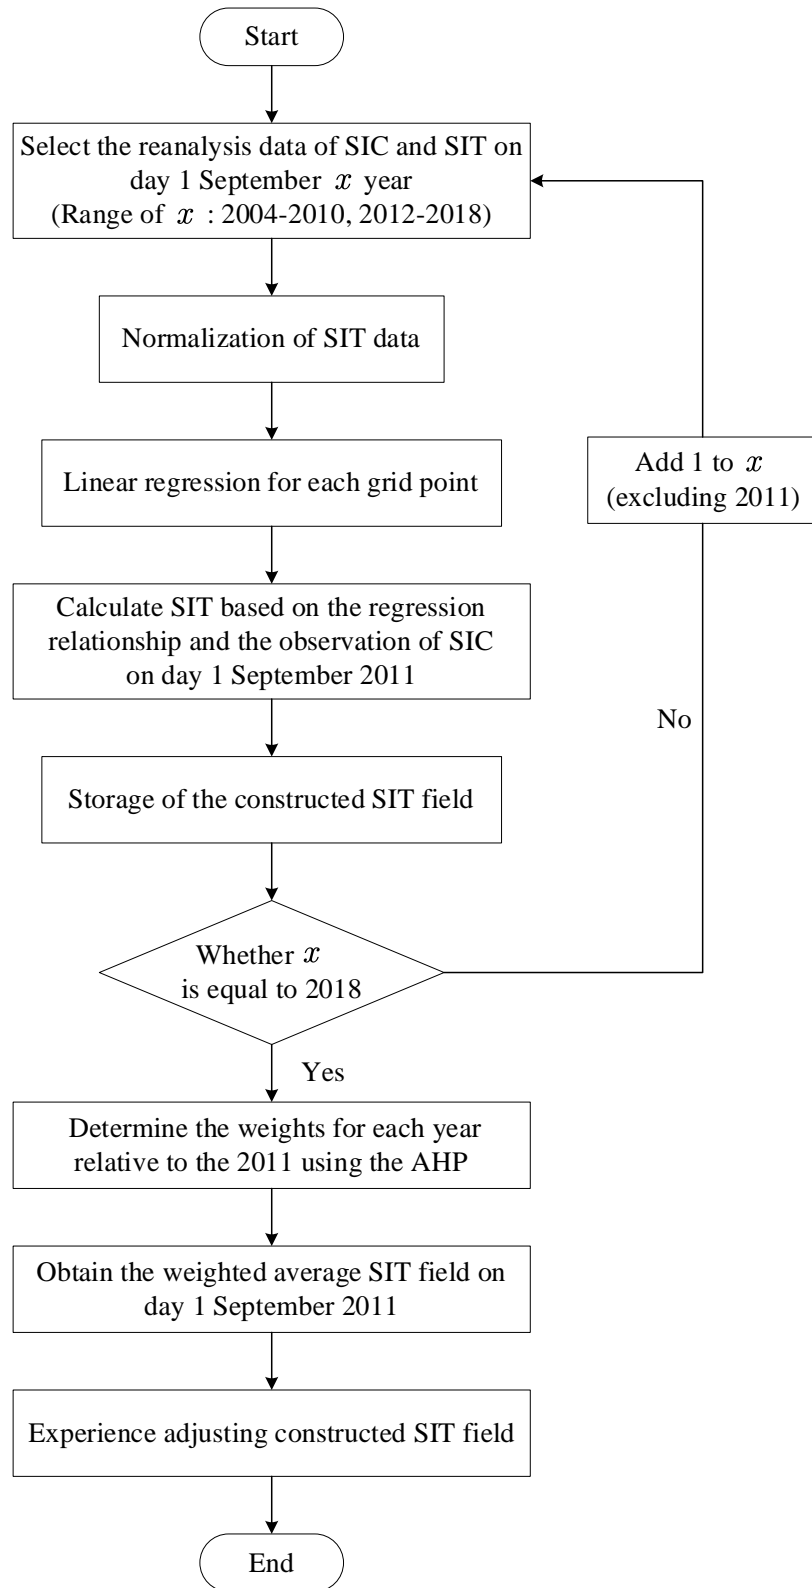 Start
Select the reanalysis data of SIC and SIT on
day 1 September x year
(Range of x : 2004-2010, 2012-2018)
Normalization of SIT data
Linear regression for each grid point
Calculate SIT based on the regression
relationship and the observation of SIC
on day 1 September 2011
Storage of the constructed SIT field
Whether x
is equal to 2018
No
Add 1 to x
(excluding 2011)
Yes
Determine the weights for each year
relative to the 2011 using the AHP
Obtain the weighted average SIT field on
day 1 September 2011
Experience adjusting constructed SIT field
End